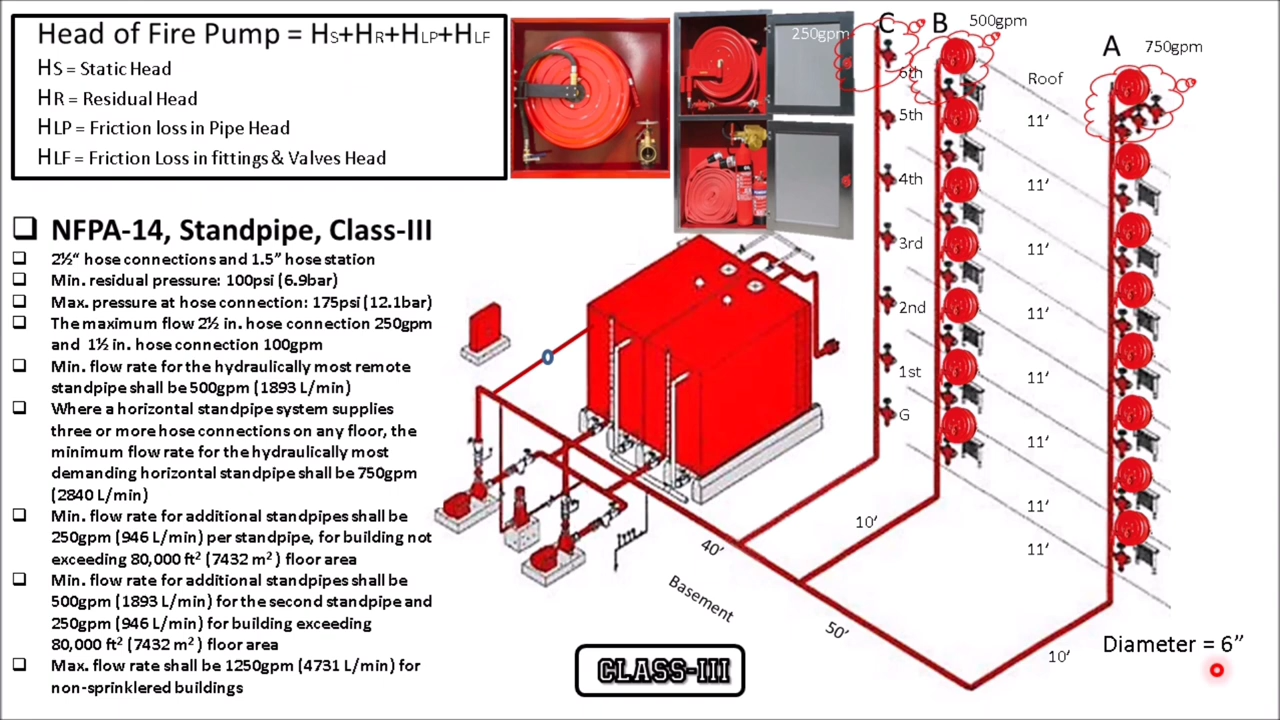 Head of Fire Pump = HS+HR+HLP+HLF
HS = Static Head
HR = Residual Head
HLP = Friction loss in Pipe Head
HLF = Friction Loss in fittings & Valves Head
❑ NFPA-14, Standpipe, Class-III
❑ 2½“ hose connections and 1.5” hose station
❑ Min. residual pressure: 100psi (6.9bar)
❑ Max. pressure at hose connection: 175psi (12.1bar)
❑ The maximum flow 2½ in. hose connection 250gpm
and 1½ in. hose connection 100gpm
❑ Min. flow rate for the hydraulically most remote
standpipe shall be 500gpm (1893 L/min)
❑ Where a horizontal standpipe system supplies
three or more hose connections on any floor, the
minimum flow rate for the hydraulically most
demanding horizontal standpipe shall be 750gpm
(2840 L/min)
❑ Min. flow rate for additional standpipes shall be
250gpm (946 L/min) per standpipe, for building not
exceeding 80,000 ft² (7432 m² ) floor area
❑ Min. flow rate for additional standpipes shall be
500gpm (1893 L/min) for the second standpipe and
250gpm (946 L/min) for building exceeding
80,000 ft² (7432 m² ) floor area
❑ Max. flow rate shall be 1250gpm (4731 L/min) for
non-sprinklered buildings
250gpm
C
B
500gpm
A
750gpm
6th
5th
4th
3rd
2nd
1st
G
Roof
11’
11’
11’
11’
11’
11’
11’
11’
10’
40’
Basement
50’
10’
Diameter = 6”
CLASS-III